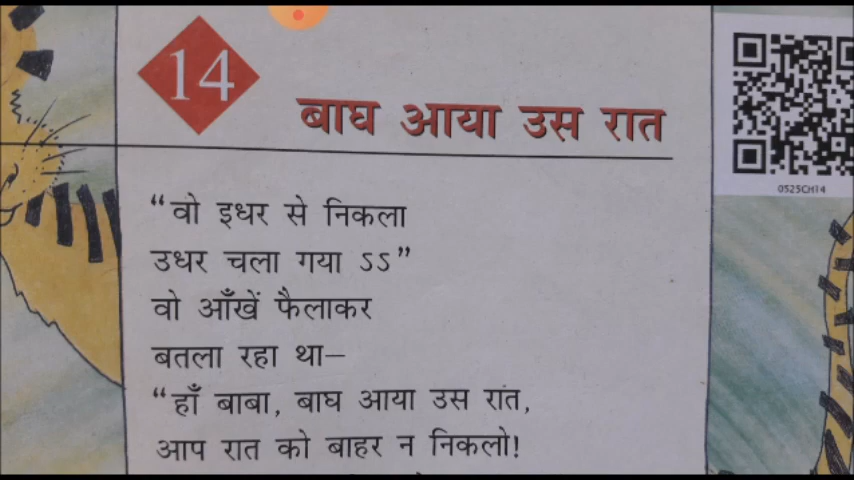 14
बाघ आया उस रात
0525CH14
“वो इधर से निकला
उधर चला गया ऽऽ”
वो आँखें फैलाकर
बतला रहा था–
“हाँ बाबा, बाघ आया उस रात,
आप रात को बाहर न निकलो!